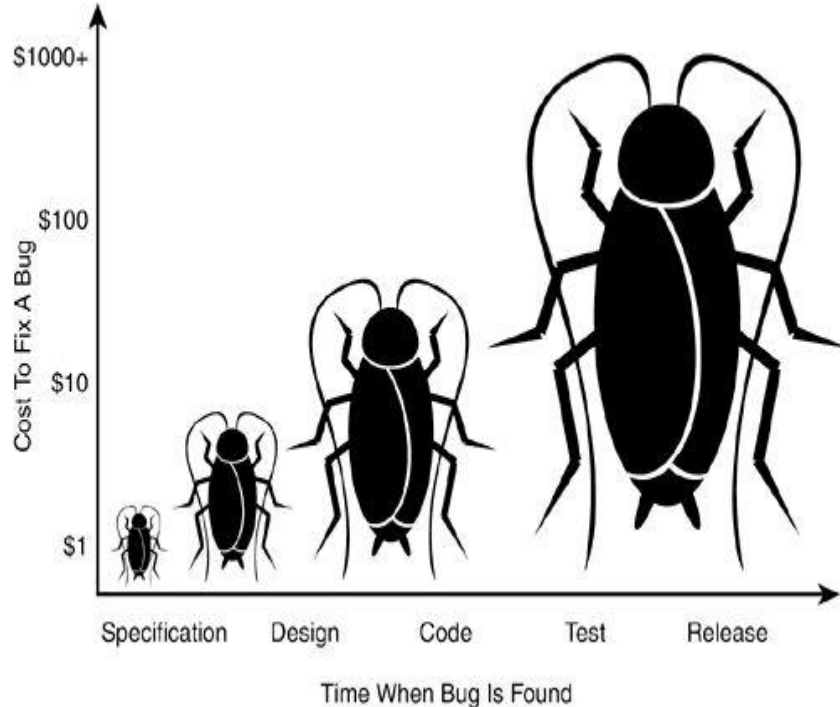 $1000+
$100
$10
$1
Cost To Fix A Bug
Specification Design Code Test Release
Time When Bug Is Found